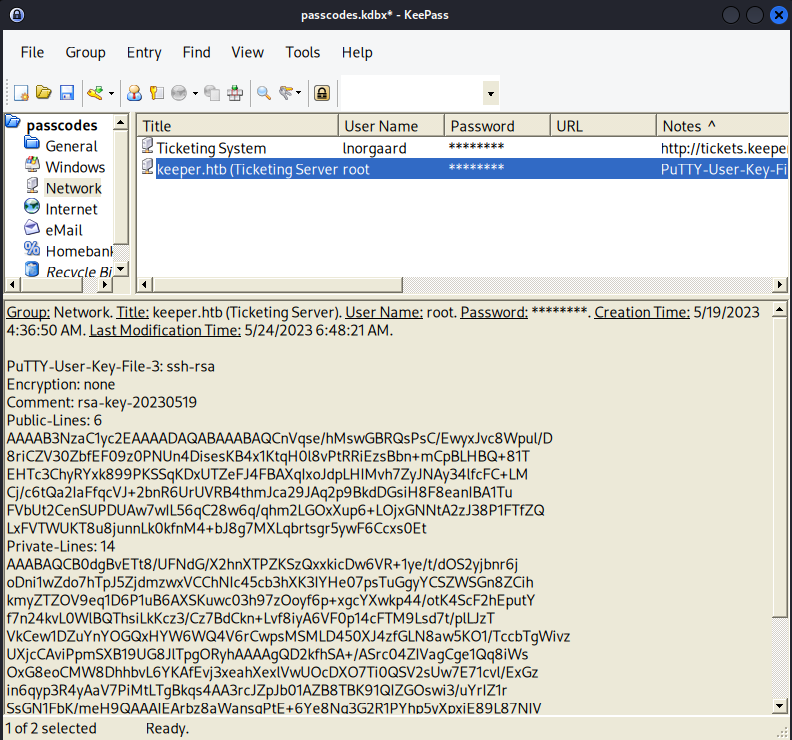 passcodes.kdbx* - KeePass
File Group Entry Find View Tools Help
passcodes
General
Windows
Network
Internet
eMail
Homebank
Recycle Bi
Title User Name Password URL Notes ^
Ticketing System lnorgaard ******** http://tickets.keeper
keeper.htb (Ticketing Server root ******** PuTTY-User-Key-Fi
Group: Network. Title: keeper.htb (Ticketing Server). User Name: root. Password: ********. Creation Time: 5/19/2023
4:36:50 AM. Last Modification Time: 5/24/2023 6:48:21 AM.
PuTTY-User-Key-File-3: ssh-rsa
Encryption: none
Comment: rsa-key-20230519
Public-Lines: 6
AAAAB3NzaC1yc2EAAAADAQABAAABAQCnVqse/hMswGBRQsPsC/EwyxJvc8Wpul/D
8riCZV30ZbfEF09z0PNUn4DisesKB4x1KtqH0l8vPtRRiEzsBbn+mCpBLHBQ+81T
EHTc3ChyRYxk899PKSSqKDxUTZeFJ4FBAXqIxoJdpLHIMvh7ZyJNAy34lfcFC+LM
Cj/c6tQa2IaFfqcVJ+2bnR6UrUVRB4thmJca29JAq2p9BkdDGsiH8F8eanIBA1Tu
FVbUt2CenSUPDUAw7wIL56qC28w6q/qhm2LGOxXup6+LOjxGNNtA2zJ38P1FTfZQ
LxFVTWUKT8u8junnLk0kfnM4+bJ8g7MXLqbrtsgr5ywF6Ccxs0Et
Private-Lines: 14
AAABAQCB0dgBvETt8/UFNdG/X2hnXTPZKSzQxxkicDw6VR+1ye/t/dOS2yjbnr6j
oDni1wZdo7hTpJ5ZjdmzwxVCChNIc45cb3hXK3IYHe07psTuGgyYCSZWSGn8ZCih
kmyZTZOV9eq1D6P1uB6AXSKuwc03h97zOoyf6p+xgcYXwkp44/otK4ScF2hEputY
f7n24kvL0WlBQThsiLkKcz3/Cz7BdCkn+Lvf8iyA6VF0p14cFTM9Lsd7t/plLJzT
VkCew1DZuYnYOGQxHYW6WQ4V6rCwpsMSMLD450XJ4zfGLN8aw5KO1/TccbTgWivz
UXjcCAviPpmSXB19UG8JlTpgORyhAAAAgQD2kfhSA+/ASrc04ZIVagCge1Qq8iWs
OxG8eoCMW8DhhbvL6YKAfEvj3xeahXexlVwUOcDXO7Ti0QSV2sUw7E71cvl/ExGz
in6qyp3R4yAaV7PiMtLTgBkqs4AA3rcJZpJb01AZB8TBK91QIZGOswi3/uYrIZ1r
SsGN1FbK/meH9QAAAIEArbz8aWansqPtE+6Ye8Nq3G2R1PYhp5yXpxiE89L87NIV
1 of 2 selected Ready.